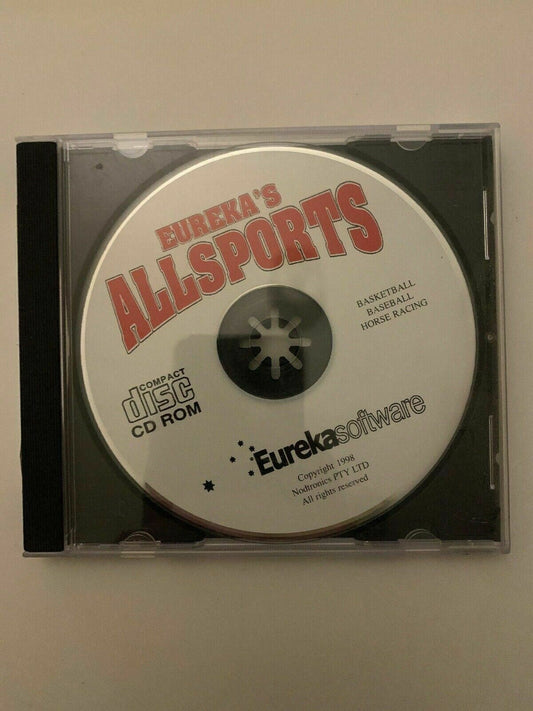 EUREKA'S
ALLSPORTS
BASKETBALL
BASEBALL
HORSE RACING
COMPACT
disc
CD ROM
Eurekasoftware
Copyright 1998
Nodtronics PTY LTD
All rights reserved